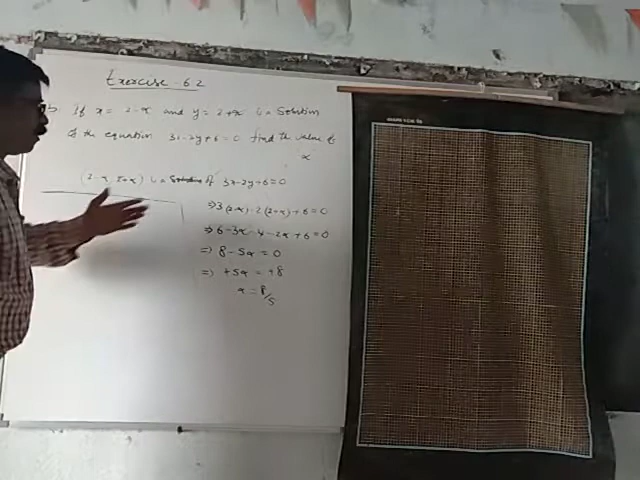 Exercise - 6.2
If x = 2-α and y = 2+α is a Solution
of the equation 3x-2y+6=0 find the value of
α
(2-α, 2+α) is a Solution of 3x-2y+6=0
⇒ 3(2-α)-2(2+α)+6=0
⇒ 6-3α-4-2α+6=0
⇒ 8-5α=0
⇒ +5α = +8
α = 8/5